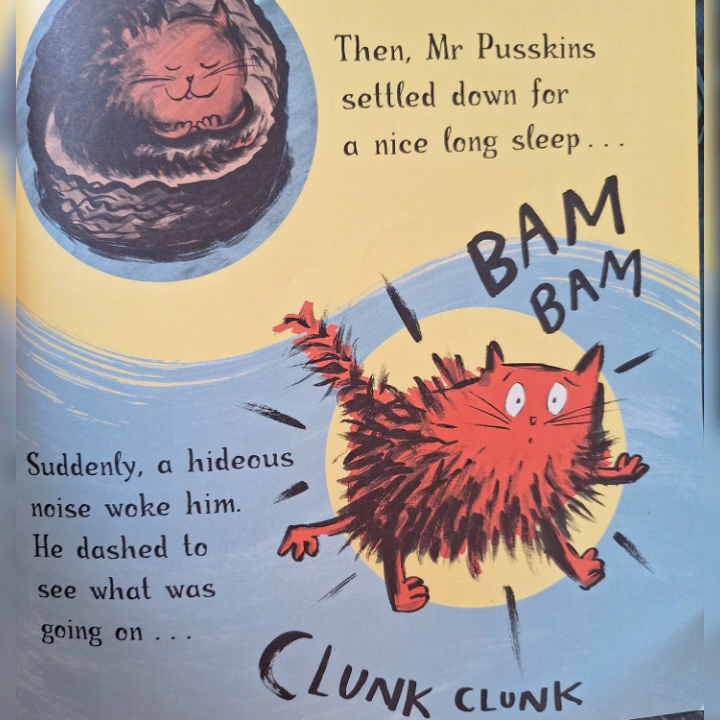 Then, Mr Pusskins
settled down for
a nice long sleep...
BAM
BAM
Suddenly, a hideous
noise woke him.
He dashed to
see what was
going on...
CLUNK CLUNK